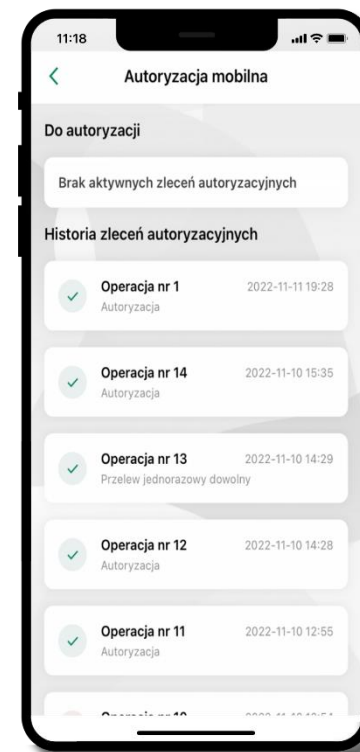 11:18
Autoryzacja mobilna
Do autoryzacji
Brak aktywnych zleceń autoryzacyjnych
Historia zleceń autoryzacyjnych
Operacja nr 1 2022-11-11 19:28
Autoryzacja
Operacja nr 14 2022-11-10 15:35
Autoryzacja
Operacja nr 13 2022-11-10 14:29
Przelew jednorazowy dowolny
Operacja nr 12 2022-11-10 14:28
Autoryzacja
Operacja nr 11 2022-11-10 12:55
Autoryzacja